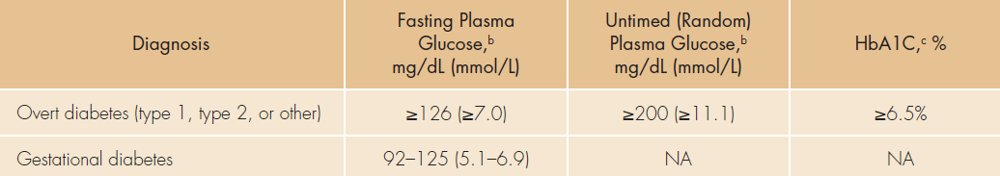 Diagnosis
Fasting Plasma
Glucose,ᵇ
mg/dL (mmol/L)
Untimed (Random)
Plasma Glucose,ᵇ
mg/dL (mmol/L)
HbA1C,ᶜ %
Overt diabetes (type 1, type 2, or other) ≥126 (≥7.0) ≥200 (≥11.1) ≥6.5%
Gestational diabetes 92–125 (5.1–6.9) NA NA